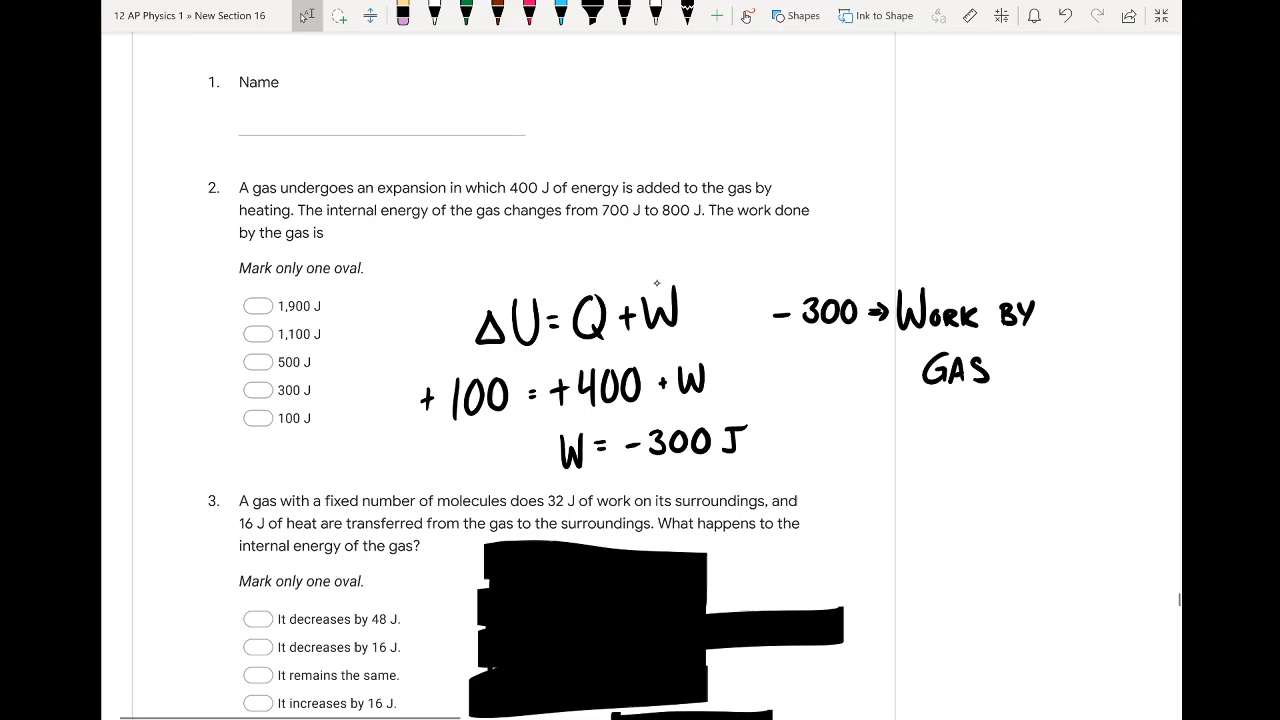 12 AP Physics 1 » New Section 16
Shapes
Ink to Shape
1. Name
2. A gas undergoes an expansion in which 400 J of energy is added to the gas by
heating. The internal energy of the gas changes from 700 J to 800 J. The work done
by the gas is
Mark only one oval.
1,900 J
1,100 J
500 J
300 J
100 J
ΔU = Q + W
+ 100 = +400 + W
W = -300 J
- 300 ⇒ WORK BY
GAS
3. A gas with a fixed number of molecules does 32 J of work on its surroundings, and
16 J of heat are transferred from the gas to the surroundings. What happens to the
internal energy of the gas?
Mark only one oval.
It decreases by 48 J.
It decreases by 16 J.
It remains the same.
It increases by 16 J.